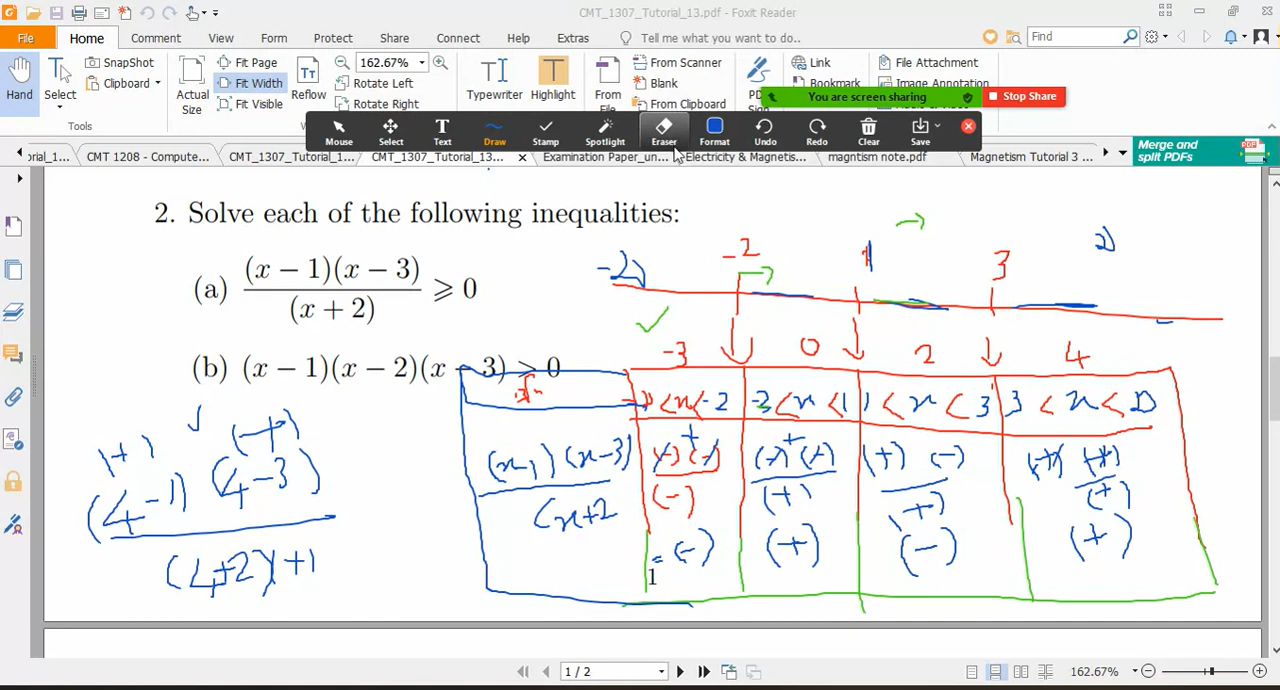 CMT_1307_Tutorial_13.pdf - Foxit Reader
File Home Comment View Form Protect Share Connect Help Extras Tell me what you want to do... Find
Hand Select SnapShot Clipboard Actual Size Fit Page Fit Width Fit Visible Reflow 162.67% Rotate Left Rotate Right Typewriter Highlight From File From Scanner Blank From Clipboard Link Bookmark File Attachment Image Annotation
Tools
You are screen sharing Stop Share
Mouse Select Text Draw Stamp Spotlight Eraser Format Undo Redo Clear Save
CMT 1208 - Compute... CMT_1307_Tutorial_1... CMT_1307_Tutorial_13... Examination Paper_un... Electricity & Magnetis... magntism note.pdf Magnetism Tutorial 3 ...
Merge and split PDFs
2. Solve each of the following inequalities:
(a) (x − 1)(x − 3) / (x + 2) ⩾ 0
(b) (x − 1)(x − 2)(x − 3) > 0
-2 1 3
-3 0 2 4
< x < -2 -2 < x < 1 1 < x < 3 3 < x <
(x-1) (x-3)
(x+2
(-) (+) (+) (+)
= (-) (+) (-) (+)
(+) (+)
(4-1) (4-3)
(4+2)
1 / 2
162.67%